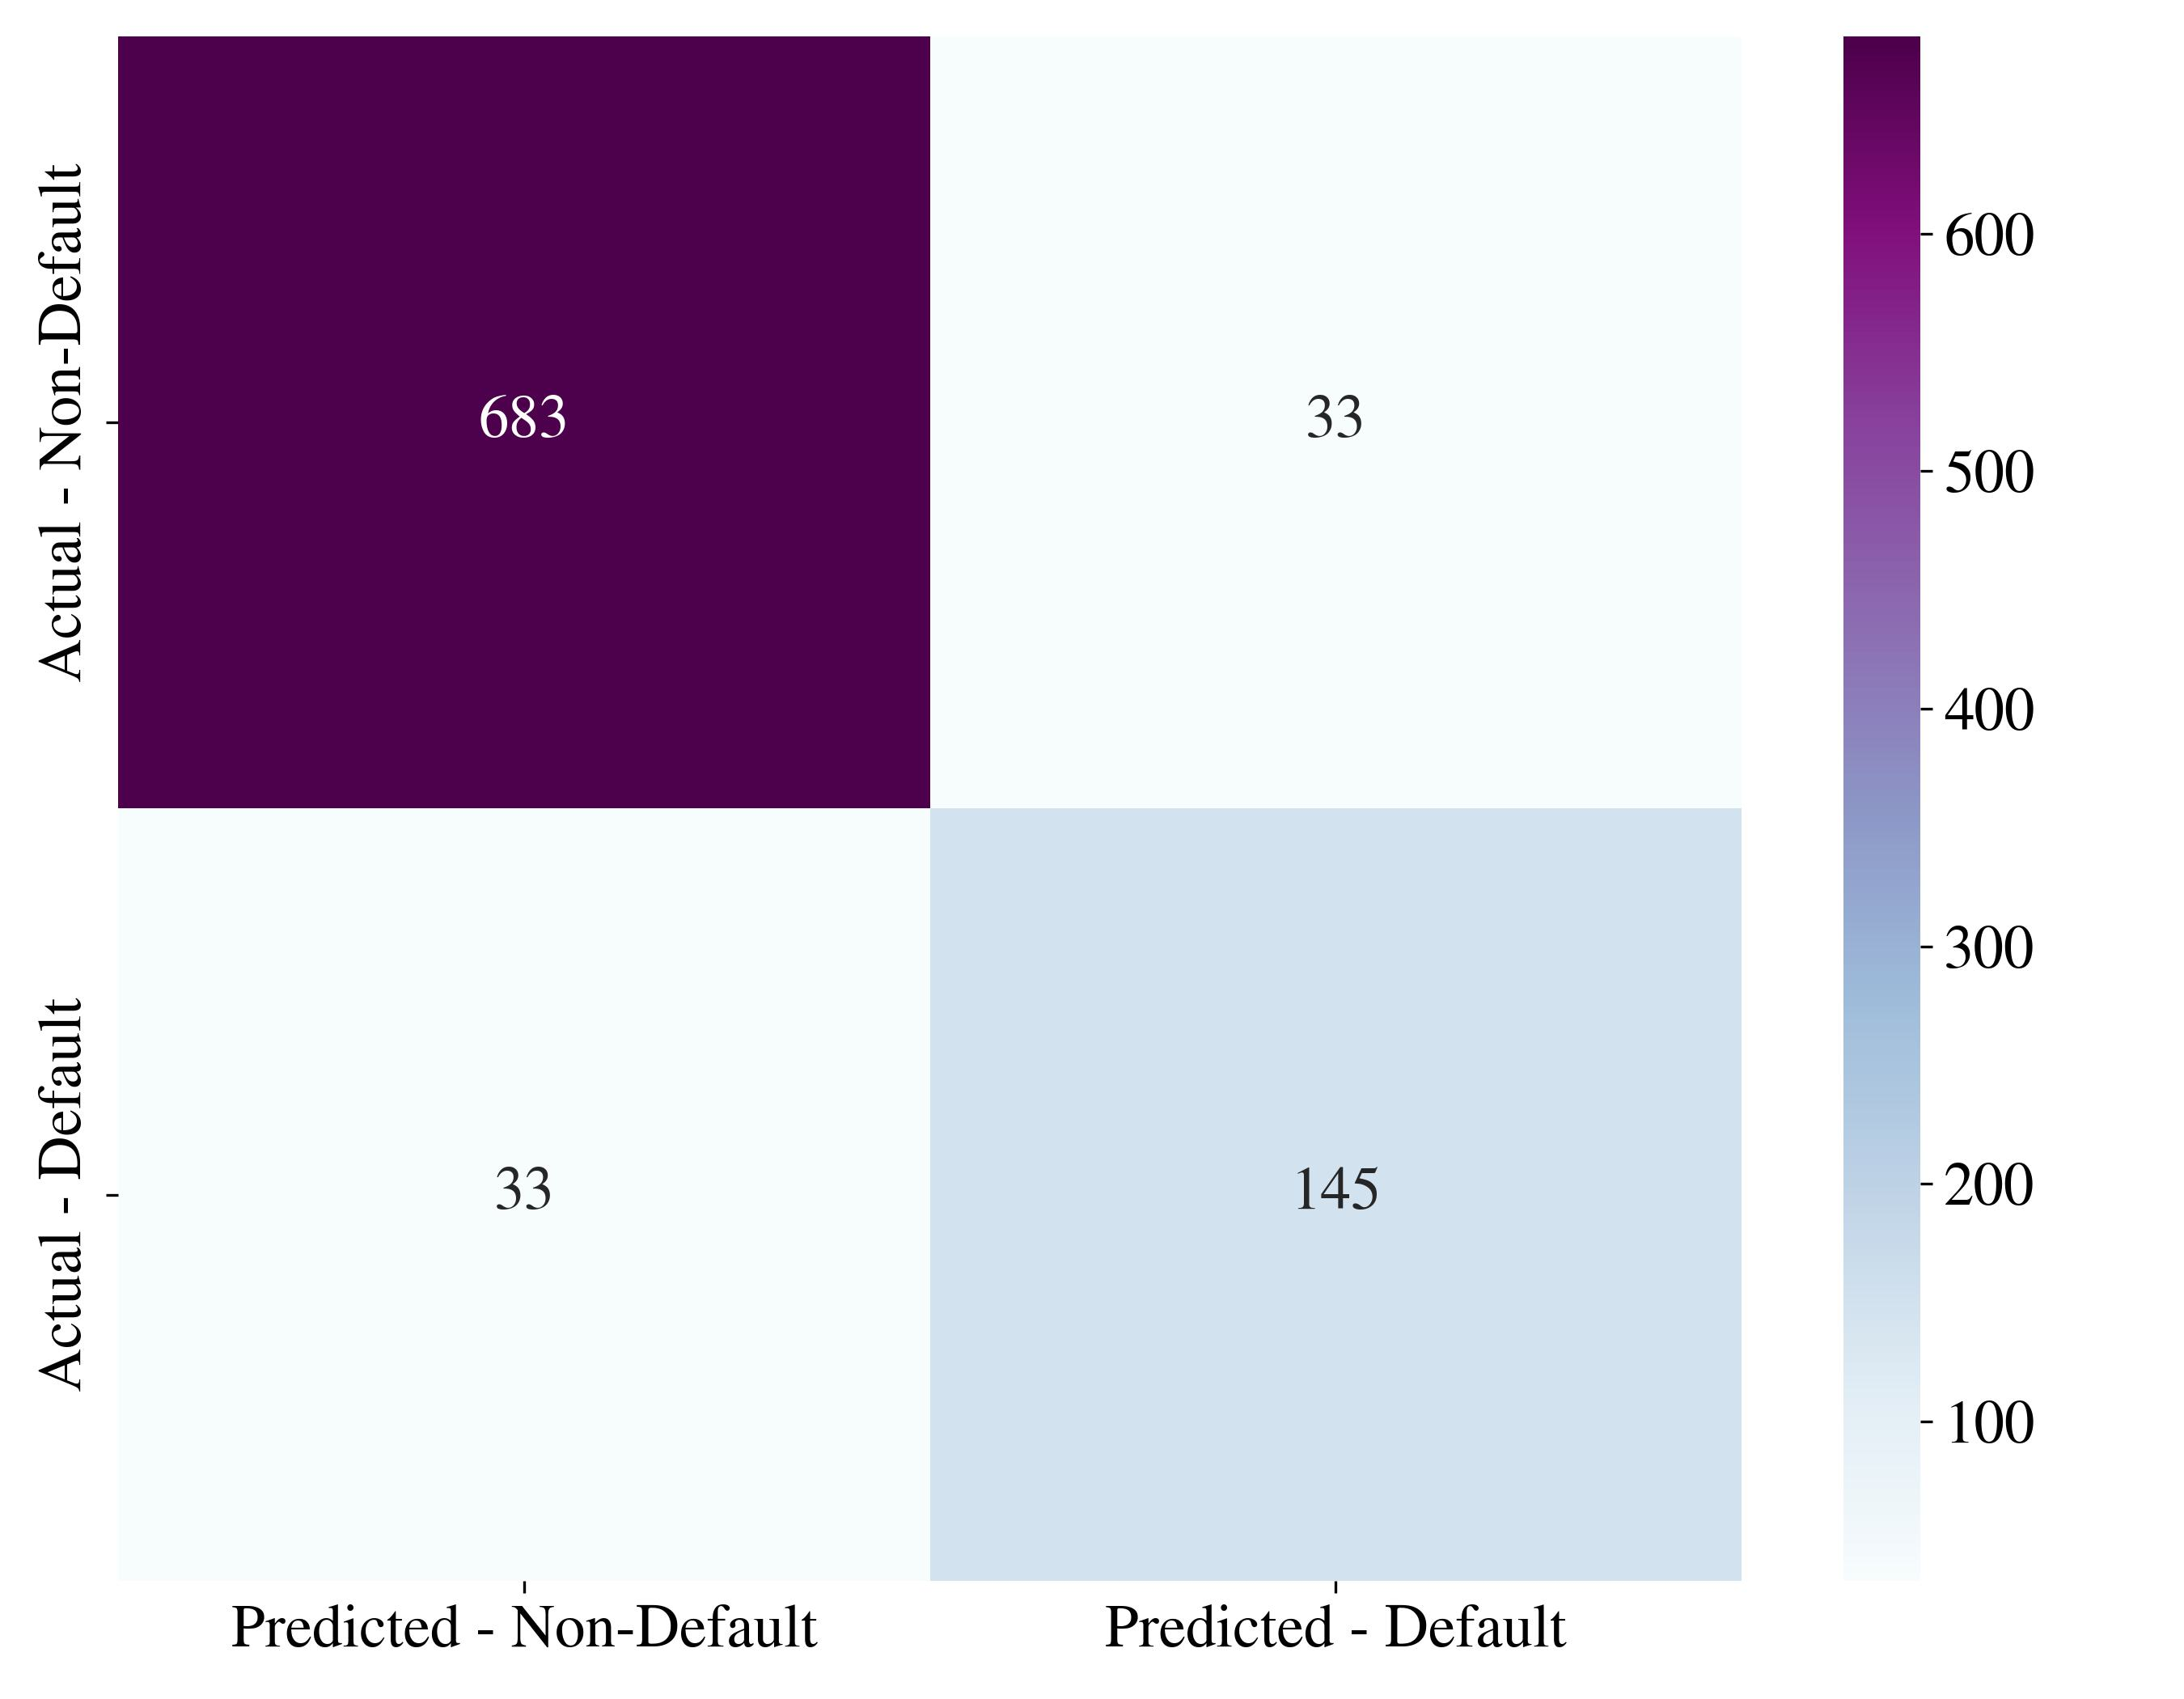 Actual - Non-Default
683
33
600
500
400
300
200
100
Actual - Default
33
145
Predicted - Non-Default
Predicted - Default